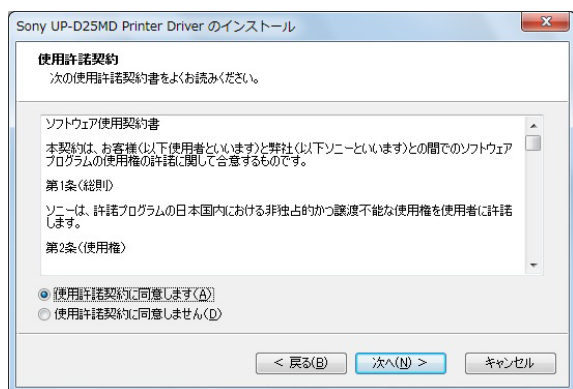 Sony UP-D25MD Printer Driver のインストール
使用許諾契約
次の使用許諾契約書をよくお読みください。
ソフトウェア使用契約書
本契約は、お客様(以下使用者といいます)と弊社(以下ソニーといいます)との間でのソフトウェア
プログラムの使用権の許諾に関して合意するものです。
第1条(総則)
ソニーは、許諾プログラムの日本国内における非独占的かつ譲渡不能な使用権を使用者に許諾
します。
第2条(使用権)
使用許諾契約に同意します(A)
使用許諾契約に同意しません(D)
< 戻る(B) 次へ(N) > キャンセル